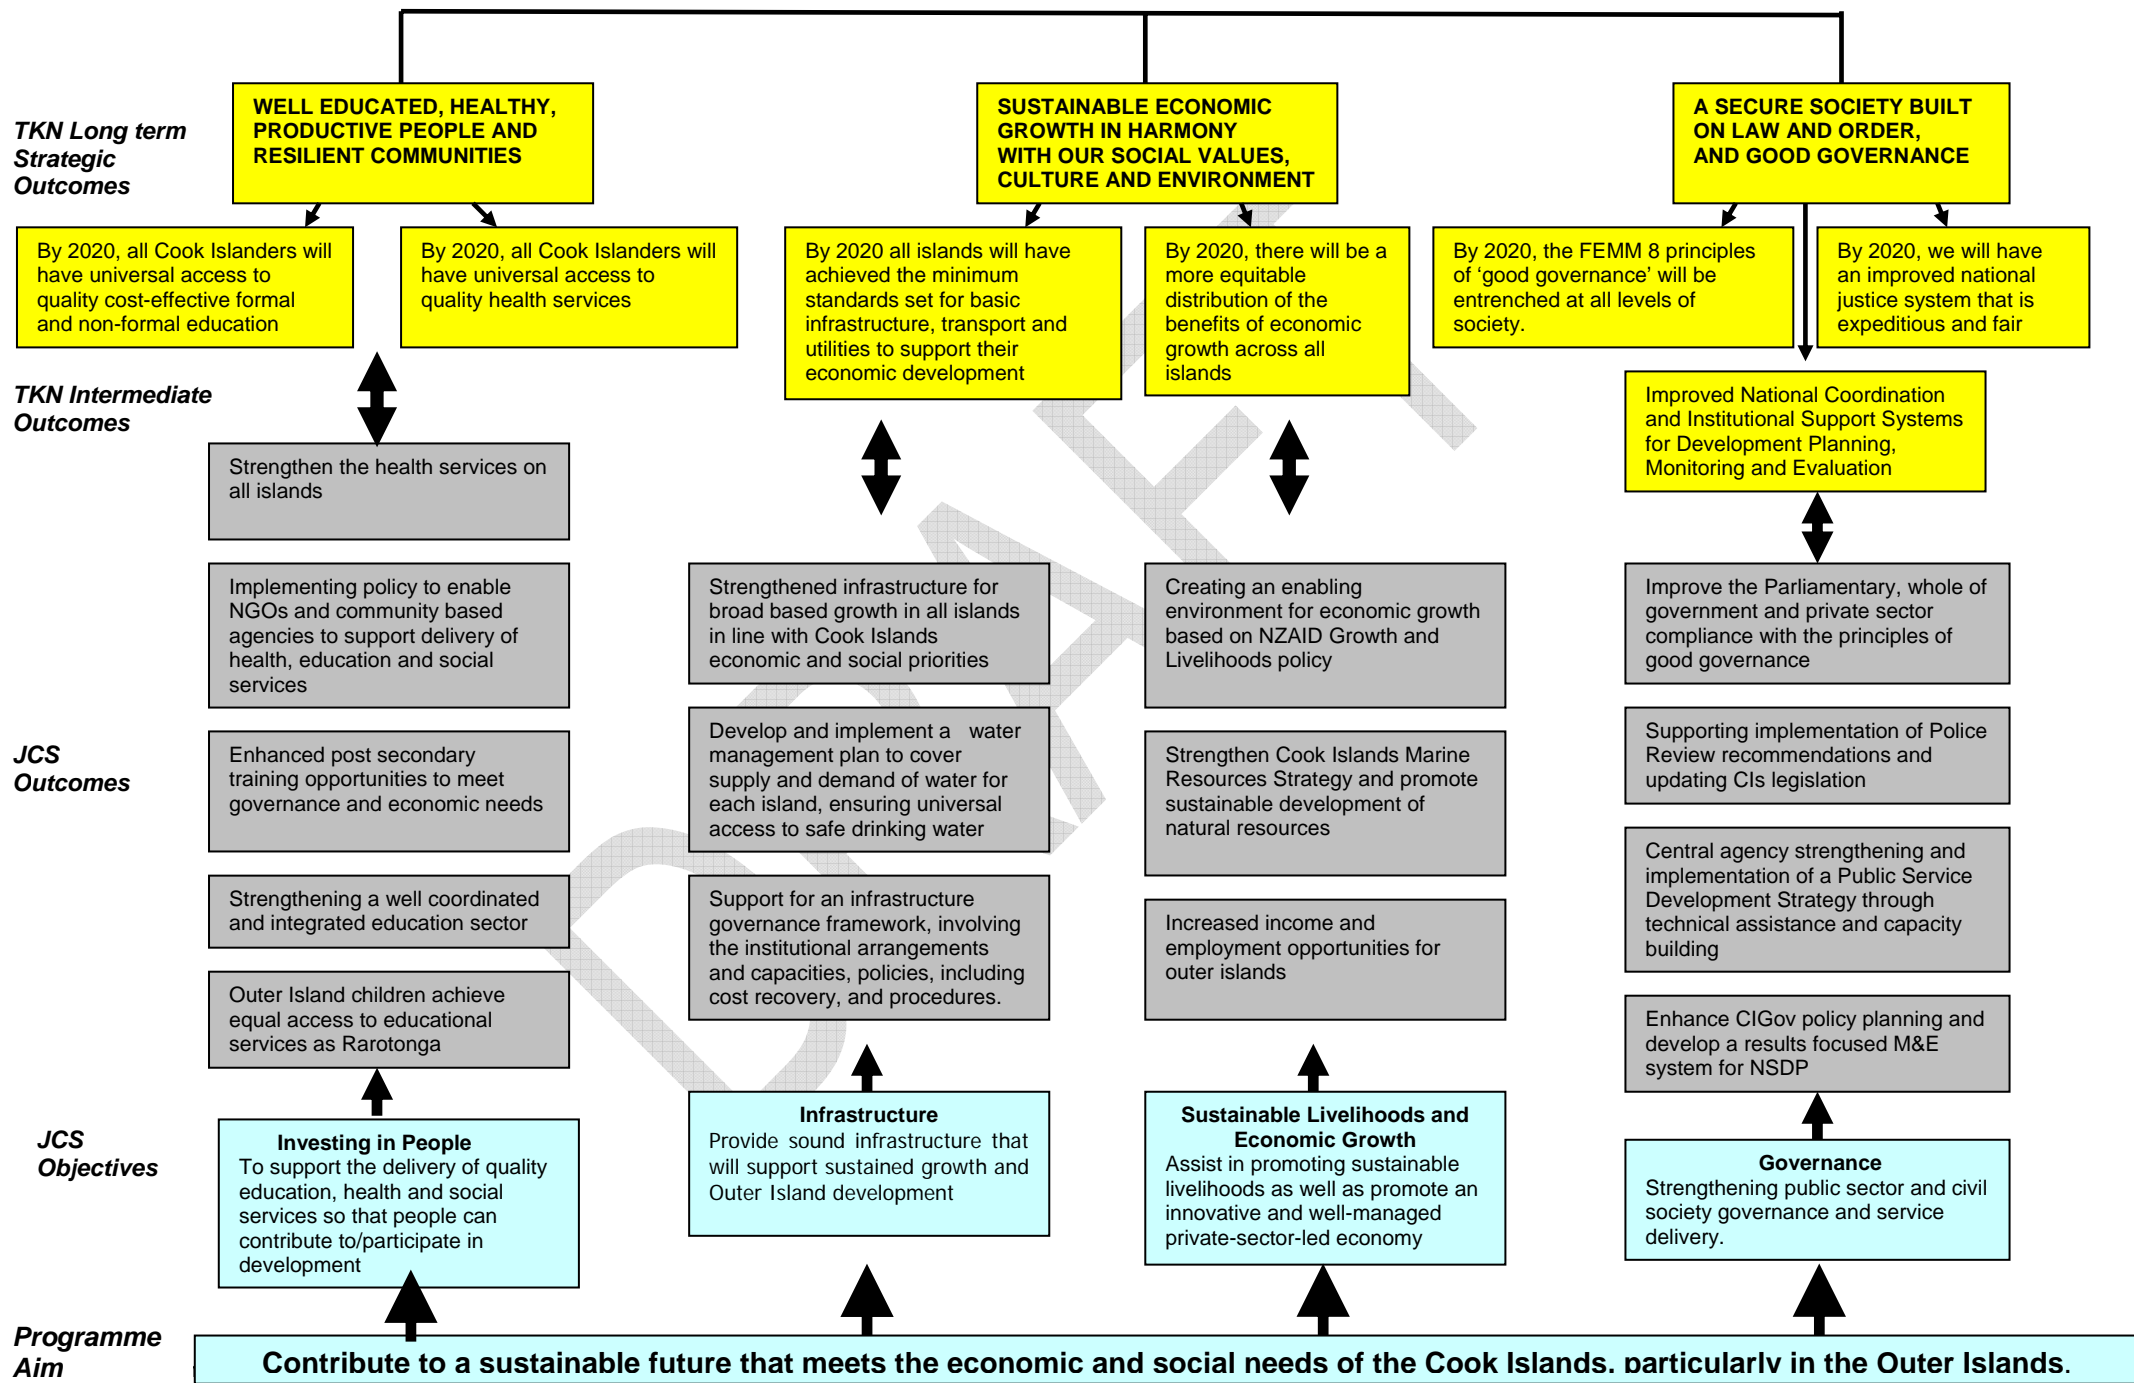 TKN Long term
Strategic
Outcomes
WELL EDUCATED, HEALTHY,
PRODUCTIVE PEOPLE AND
RESILIENT COMMUNITIES
SUSTAINABLE ECONOMIC
GROWTH IN HARMONY
WITH OUR SOCIAL VALUES,
CULTURE AND ENVIRONMENT
A SECURE SOCIETY BUILT
ON LAW AND ORDER,
AND GOOD GOVERNANCE
By 2020, all Cook Islanders will
have universal access to
quality cost-effective formal
and non-formal education
By 2020, all Cook Islanders will
have universal access to
quality health services
By 2020 all islands will have
achieved the minimum
standards set for basic
infrastructure, transport and
utilities to support their
economic development
By 2020, there will be a
more equitable
distribution of the
benefits of economic
growth across all
islands
By 2020, the FEMM 8 principles
of ‘good governance’ will be
entrenched at all levels of
society.
By 2020, we will have
an improved national
justice system that is
expeditious and fair
TKN Intermediate
Outcomes
Improved National Coordination
and Institutional Support Systems
for Development Planning,
Monitoring and Evaluation
JCS
Outcomes
Strengthen the health services on
all islands
Implementing policy to enable
NGOs and community based
agencies to support delivery of
health, education and social
services
Enhanced post secondary
training opportunities to meet
governance and economic needs
Strengthening a well coordinated
and integrated education sector
Outer Island children achieve
equal access to educational
services as Rarotonga
Strengthened infrastructure for
broad based growth in all islands
in line with Cook Islands
economic and social priorities
Develop and implement a water
management plan to cover
supply and demand of water for
each island, ensuring universal
access to safe drinking water
Support for an infrastructure
governance framework, involving
the institutional arrangements
and capacities, policies, including
cost recovery, and procedures.
Creating an enabling
environment for economic growth
based on NZAID Growth and
Livelihoods policy
Strengthen Cook Islands Marine
Resources Strategy and promote
sustainable development of
natural resources
Increased income and
employment opportunities for
outer islands
Improve the Parliamentary, whole of
government and private sector
compliance with the principles of
good governance
Supporting implementation of Police
Review recommendations and
updating CIs legislation
Central agency strengthening and
implementation of a Public Service
Development Strategy through
technical assistance and capacity
building
Enhance CIGov policy planning and
develop a results focused M&E
system for NSDP
JCS
Objectives
Investing in People
To support the delivery of quality
education, health and social
services so that people can
contribute to/participate in
development
Infrastructure
Provide sound infrastructure that
will support sustained growth and
Outer Island development
Sustainable Livelihoods and
Economic Growth
Assist in promoting sustainable
livelihoods as well as promote an
innovative and well-managed
private-sector-led economy
Governance
Strengthening public sector and civil
society governance and service
delivery.
Programme
Aim
Contribute to a sustainable future that meets the economic and social needs of the Cook Islands, particularly in the Outer Islands.
DRAFT